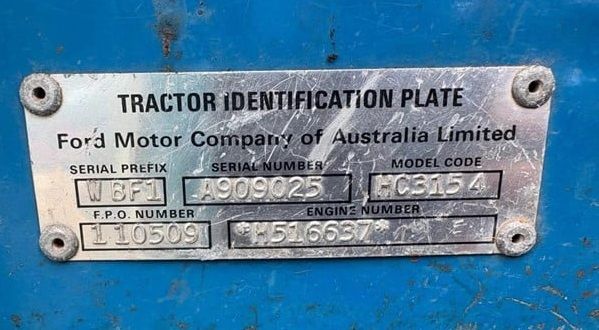 TRACTOR IDENTIFICATION PLATE
Ford Motor Company of Australia Limited
SERIAL PREFIX SERIAL NUMBER MODEL CODE
WBF1 A909025 HC3154
F.P.O. NUMBER ENGINE NUMBER
110509 *H516637* E